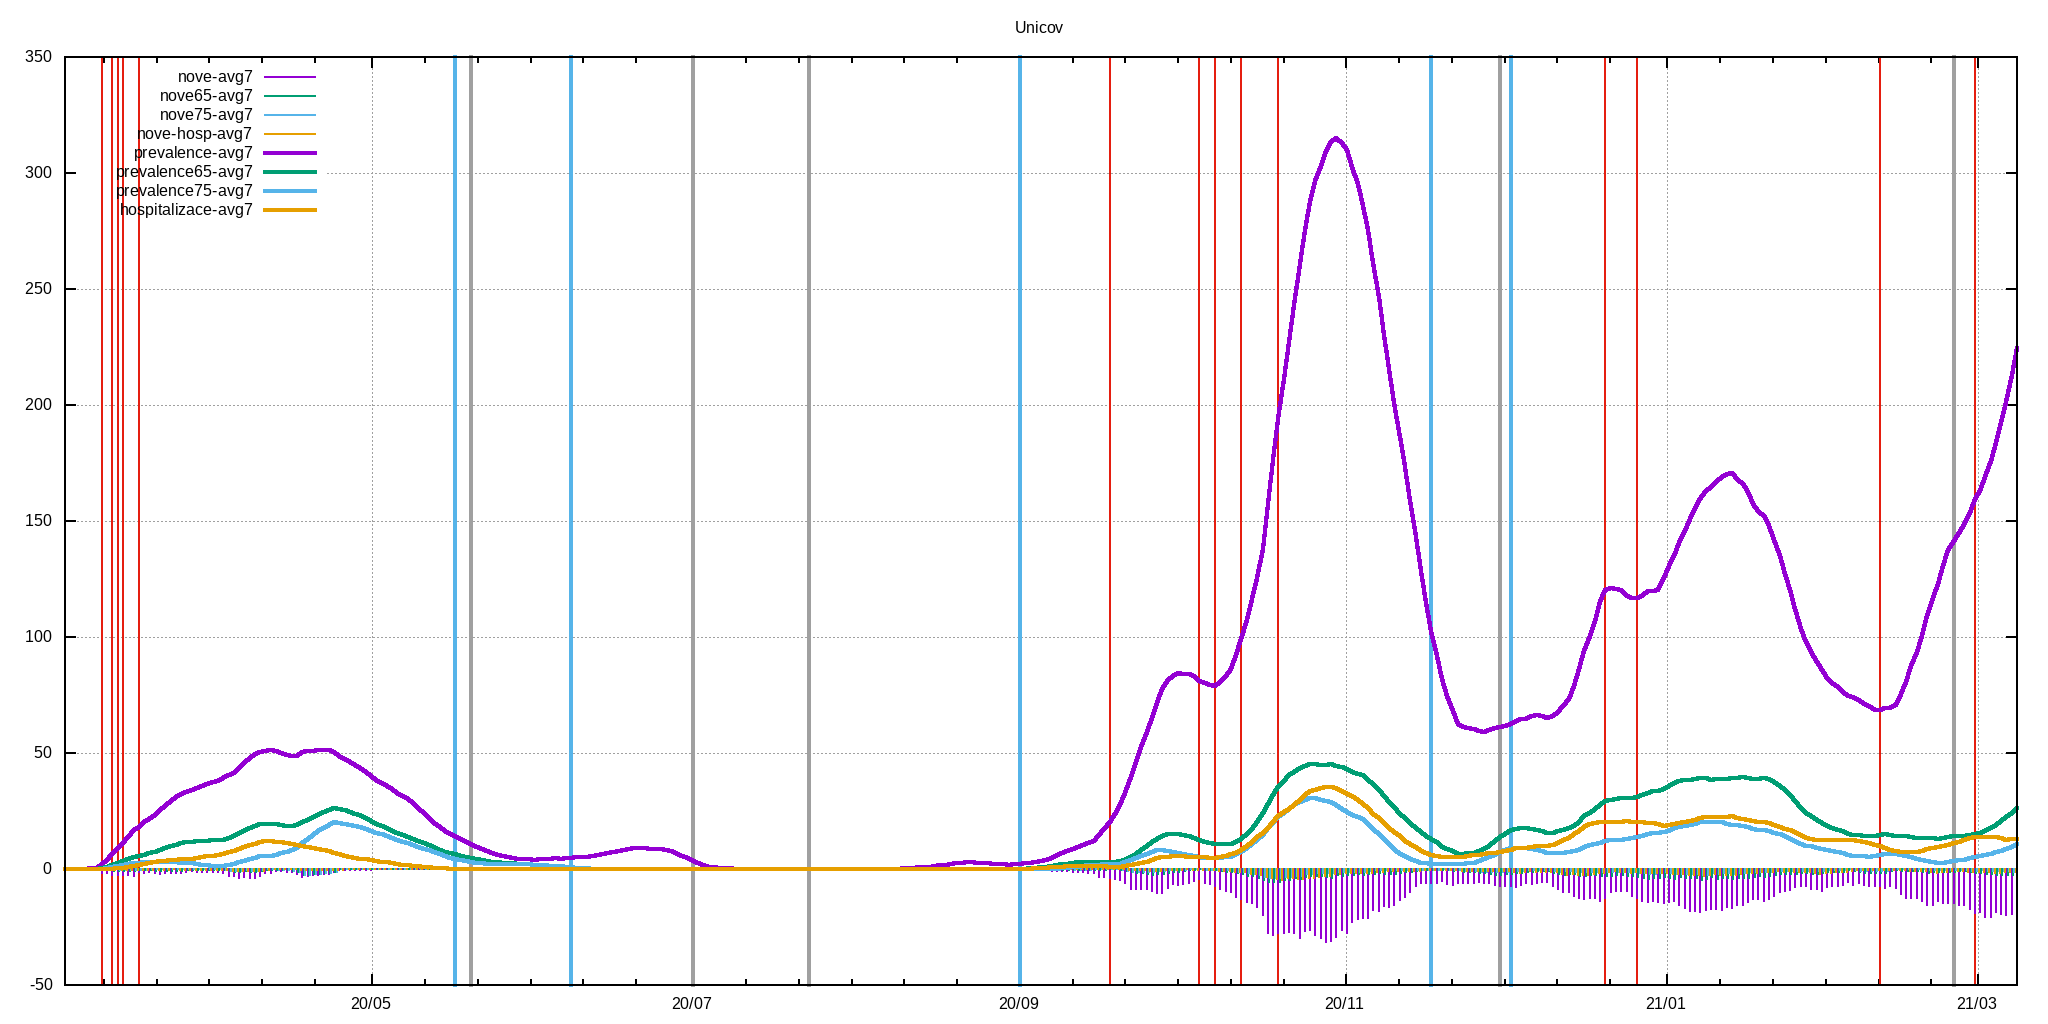 Unicov
350
300
250
200
150
100
50
0
-50
nove-avg7
nove65-avg7
nove75-avg7
nove-hosp-avg7
prevalence-avg7
prevalence65-avg7
prevalence75-avg7
hospitalizace-avg7
20/05
20/07
20/09
20/11
21/01
21/03